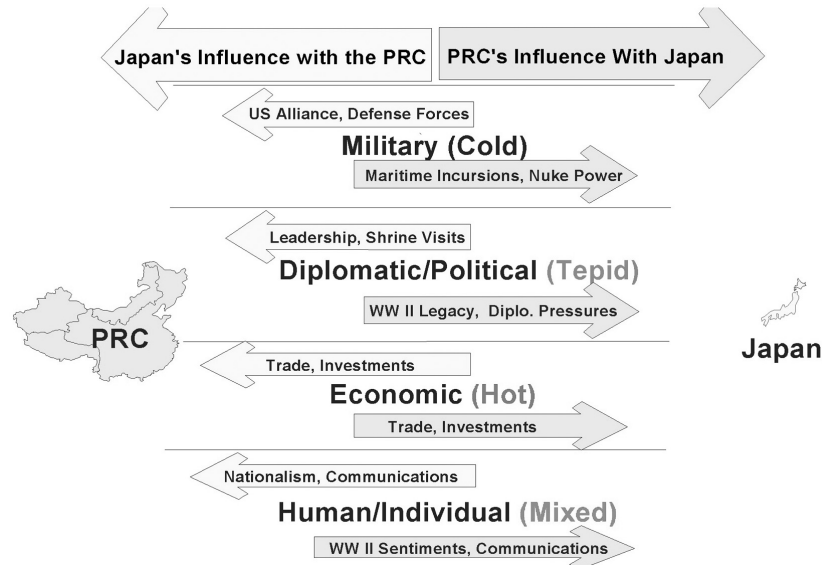 Japan's Influence with the PRC
PRC's Influence With Japan
US Alliance, Defense Forces
Military (Cold)
Maritime Incursions, Nuke Power
Leadership, Shrine Visits
Diplomatic/Political (Tepid)
WW II Legacy, Diplo. Pressures
PRC
Japan
Trade, Investments
Economic (Hot)
Trade, Investments
Nationalism, Communications
Human/Individual (Mixed)
WW II Sentiments, Communications